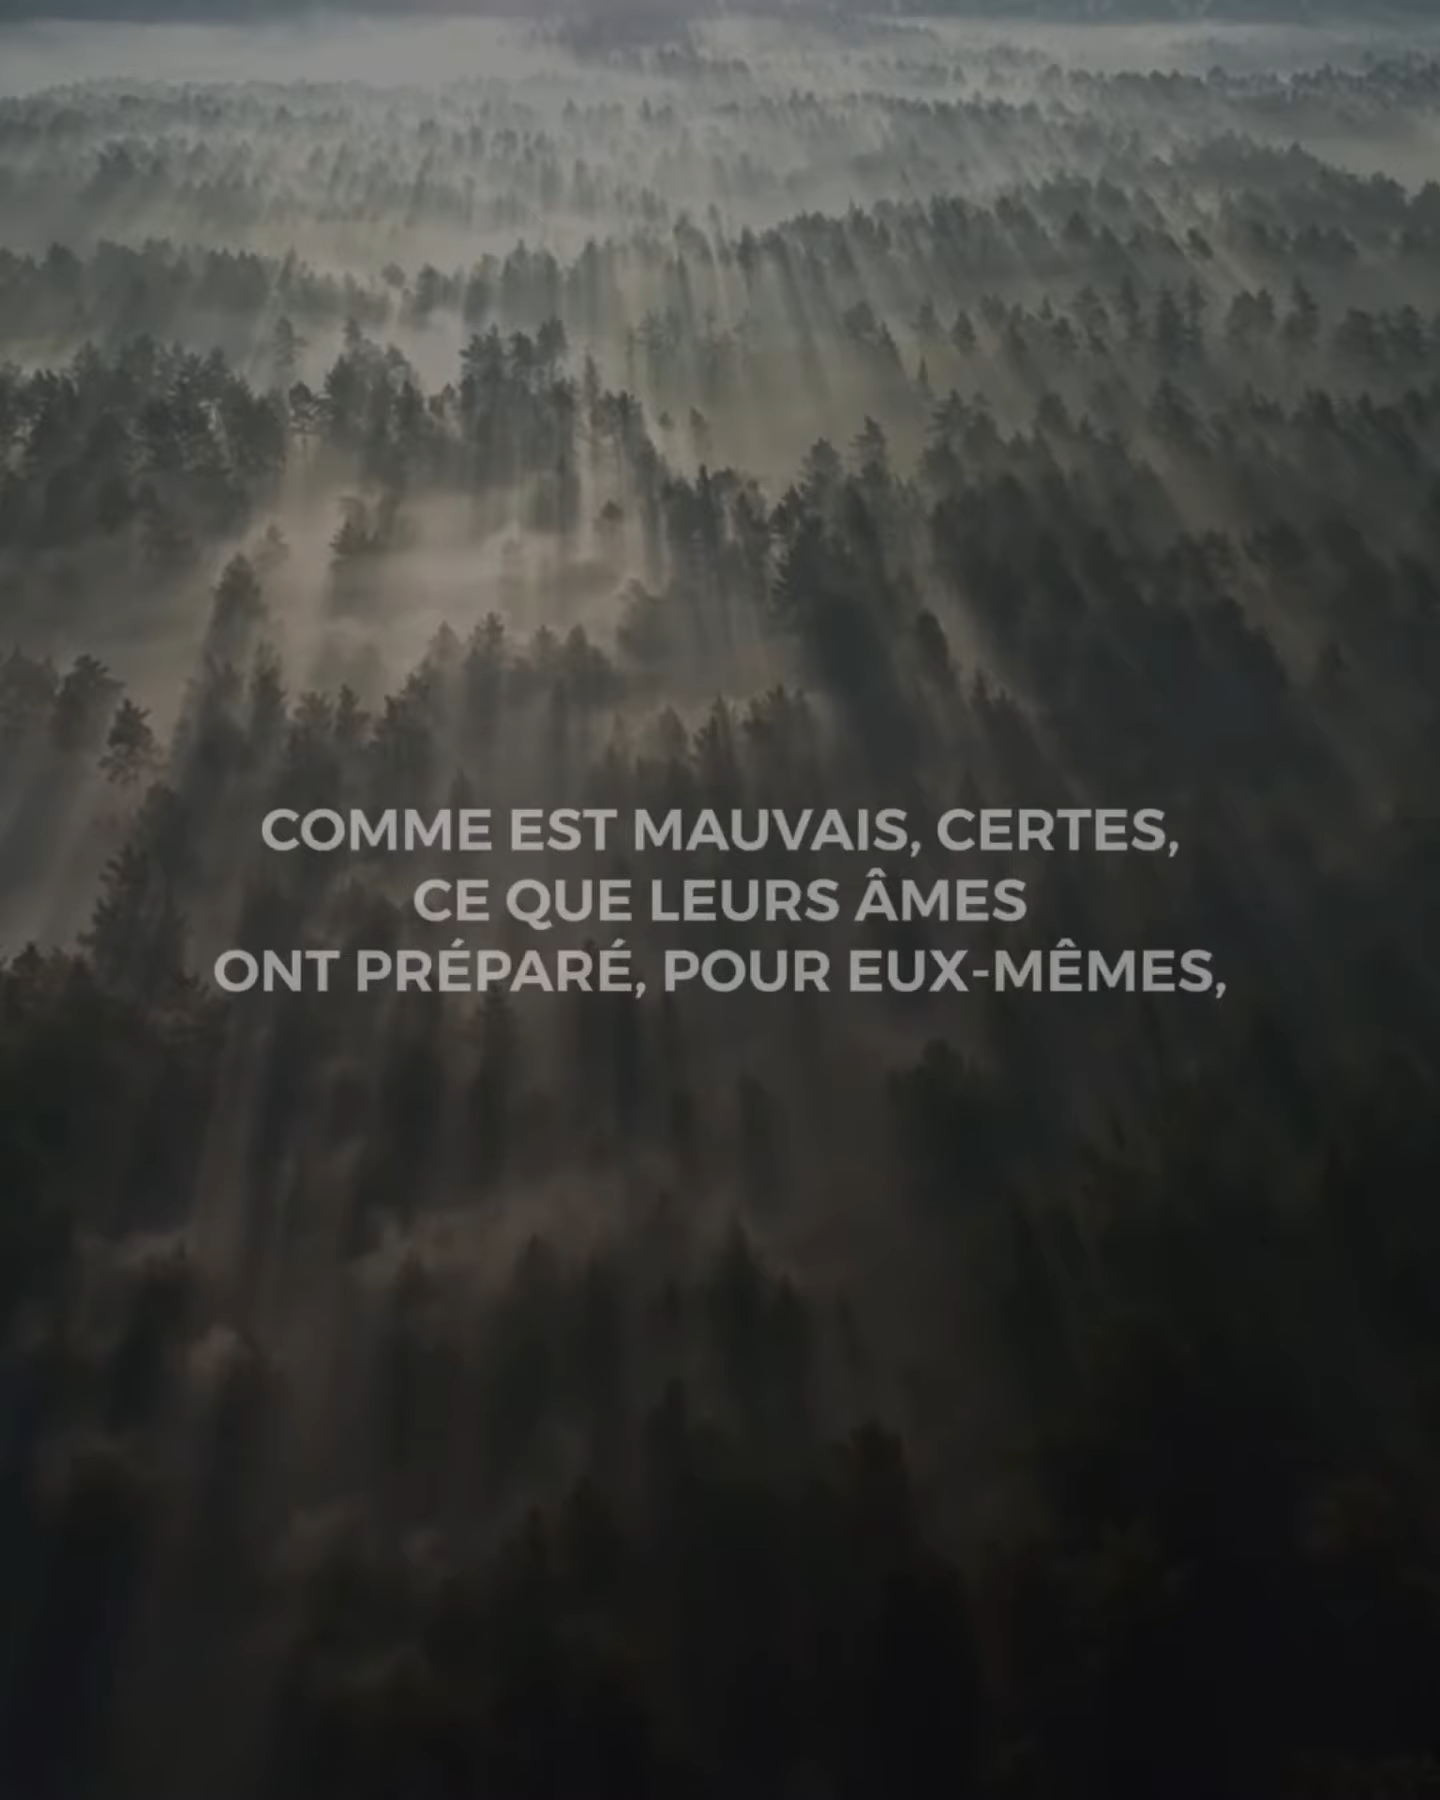 COMME EST MAUVAIS, CERTES,
CE QUE LEURS ÂMES
ONT PRÉPARÉ, POUR EUX-MÊMES,